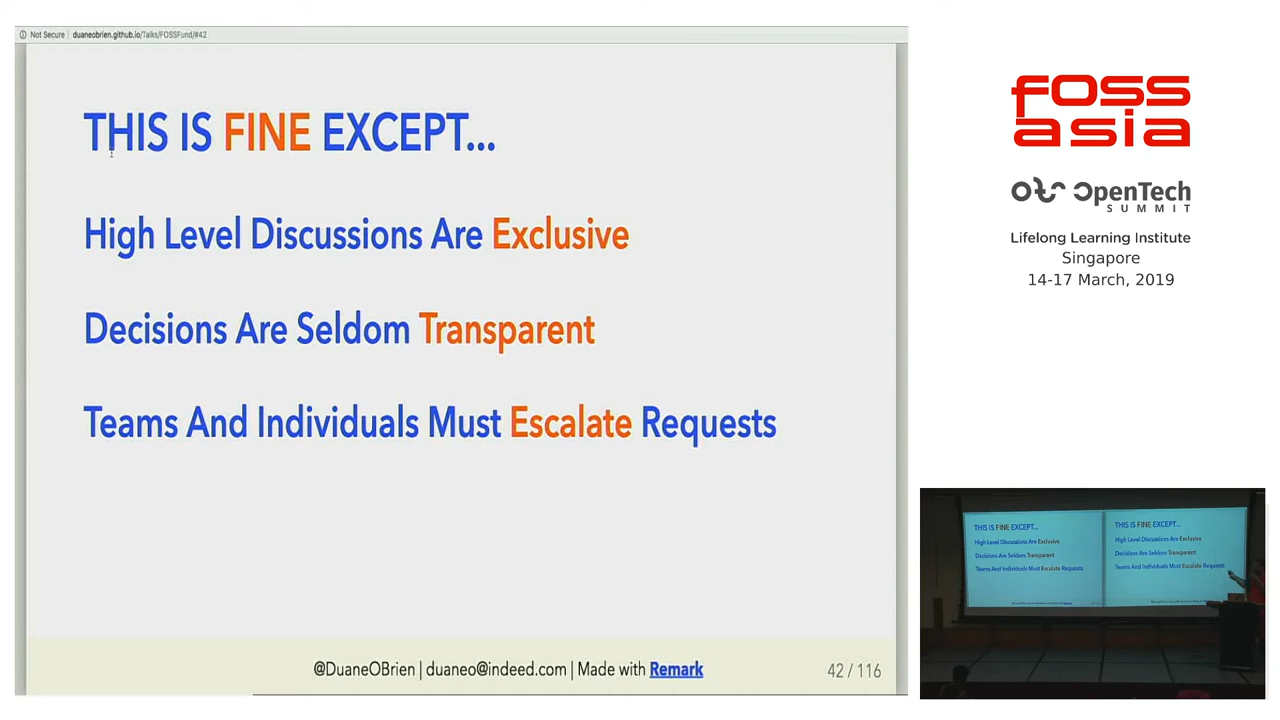 Not Secure duaneobrien.github.io/Talks/FOSSFund/#42
THIS IS FINE EXCEPT...
High Level Discussions Are Exclusive
Decisions Are Seldom Transparent
Teams And Individuals Must Escalate Requests
@DuaneOBrien | duaneo@indeed.com | Made with Remark
42 / 116
FOSS
asia
OpenTech
SUMMIT
Lifelong Learning Institute
Singapore
14-17 March, 2019
THIS IS FINE EXCEPT...
High Level Discussions Are Exclusive
Decisions Are Seldom Transparent
Teams And Individuals Must Escalate Requests
THIS IS FINE EXCEPT...
High Level Discussions Are Exclusive
Decisions Are Seldom Transparent
Teams And Individuals Must Escalate Requests